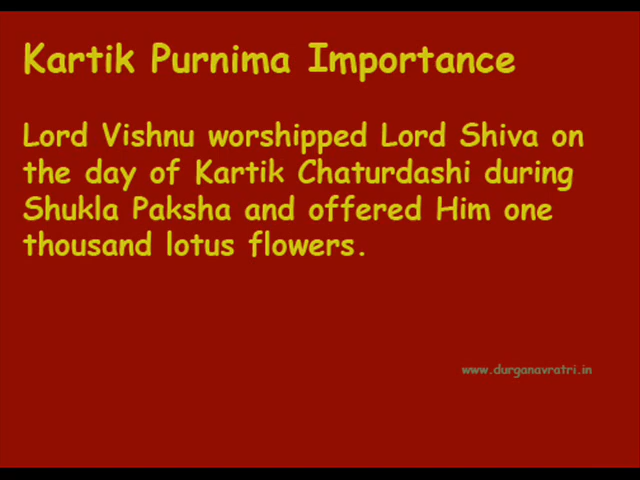 Kartik Purnima Importance
Lord Vishnu worshipped Lord Shiva on
the day of Kartik Chaturdashi during
Shukla Paksha and offered Him one
thousand lotus flowers.
www.durganavratri.in